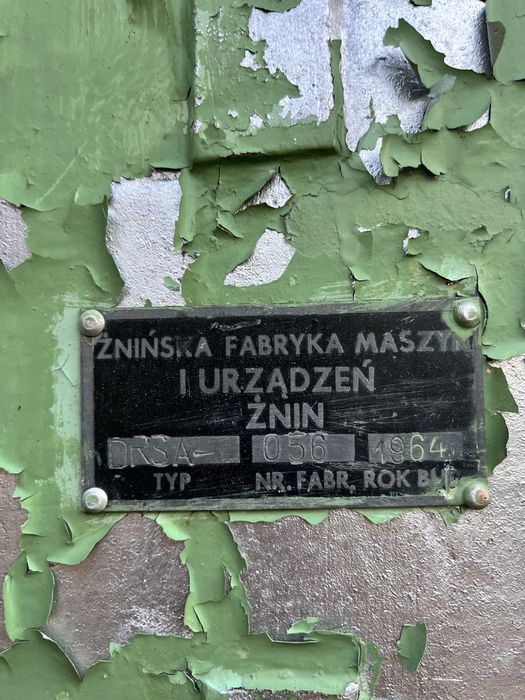 ŻNIŃSKA FABRYKA MASZYN
I URZĄDZEŃ
ŻNIN
DRSA- 056 1964
TYP NR. FABR. ROK BUD.